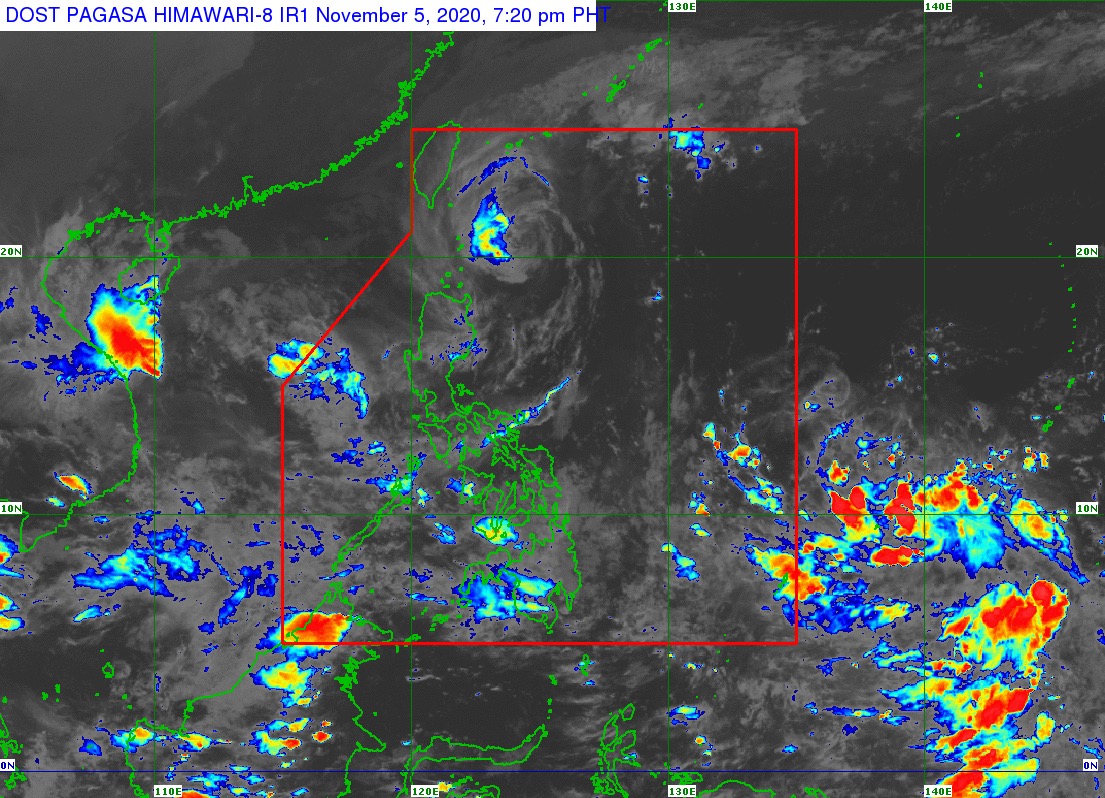 DOST PAGASA HIMAWARI-8 IR1 November 5, 2020, 7:20 pm PHT
130E
140E
20N
20N
10N
10N
0N
0N
110E
120E
130E
140E